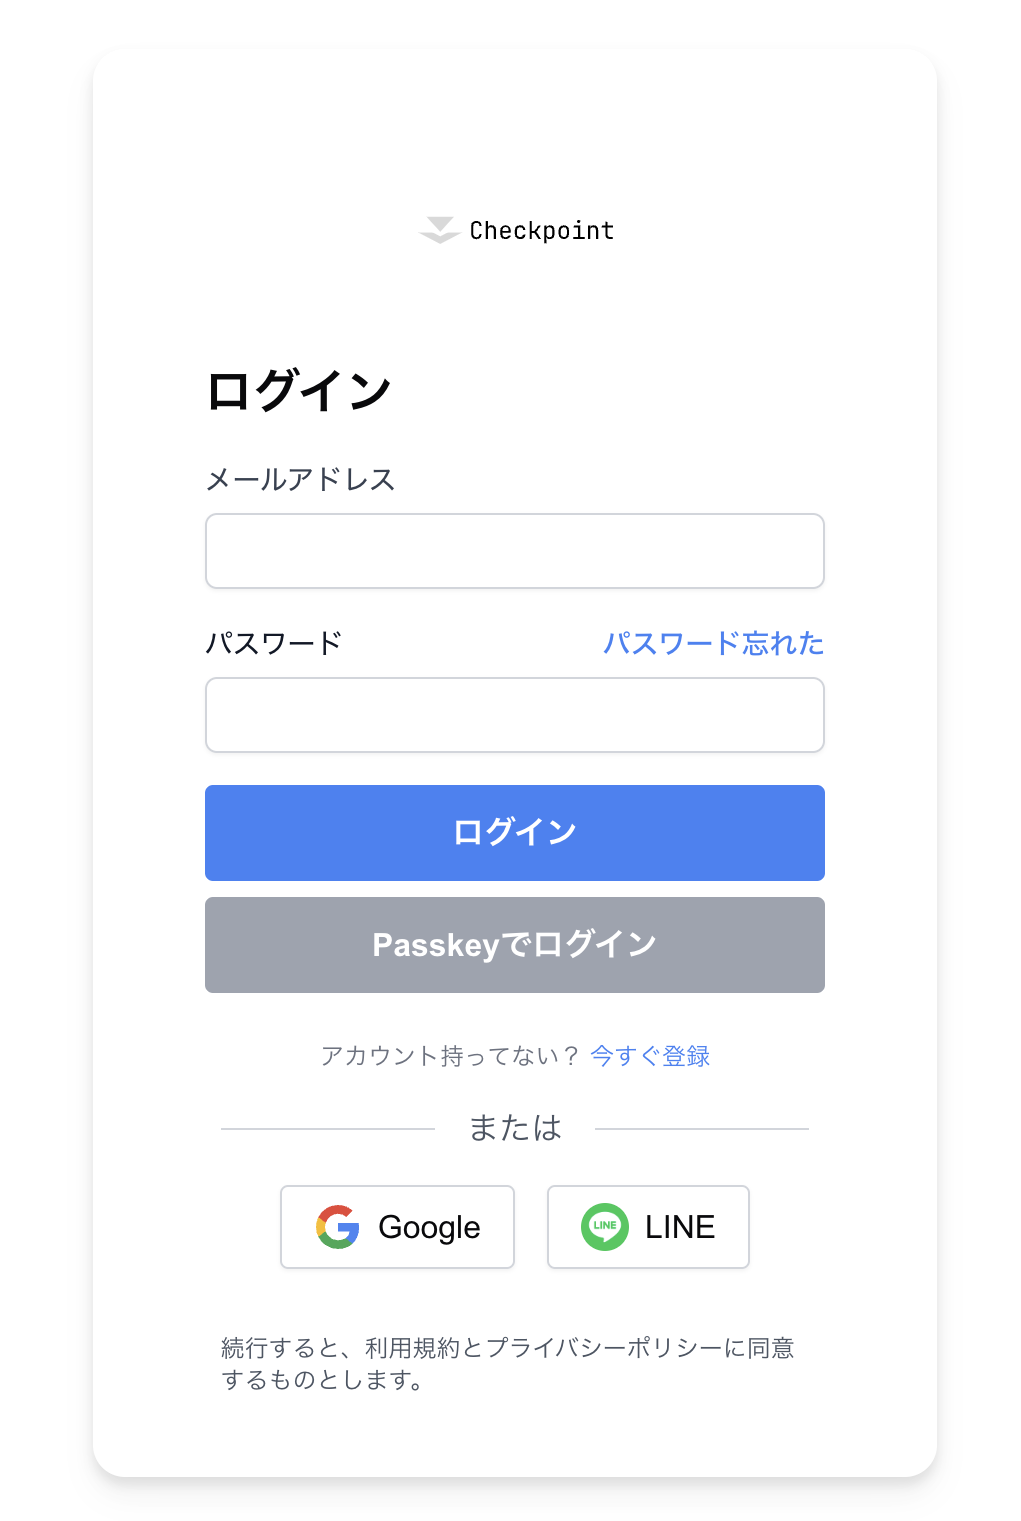 Checkpoint
ログイン
メールアドレス
パスワード パスワード忘れた
ログイン
Passkeyでログイン
アカウント持ってない？ 今すぐ登録
または
Google LINE LINE
続行すると、利用規約とプライバシーポリシーに同意
するものとします。